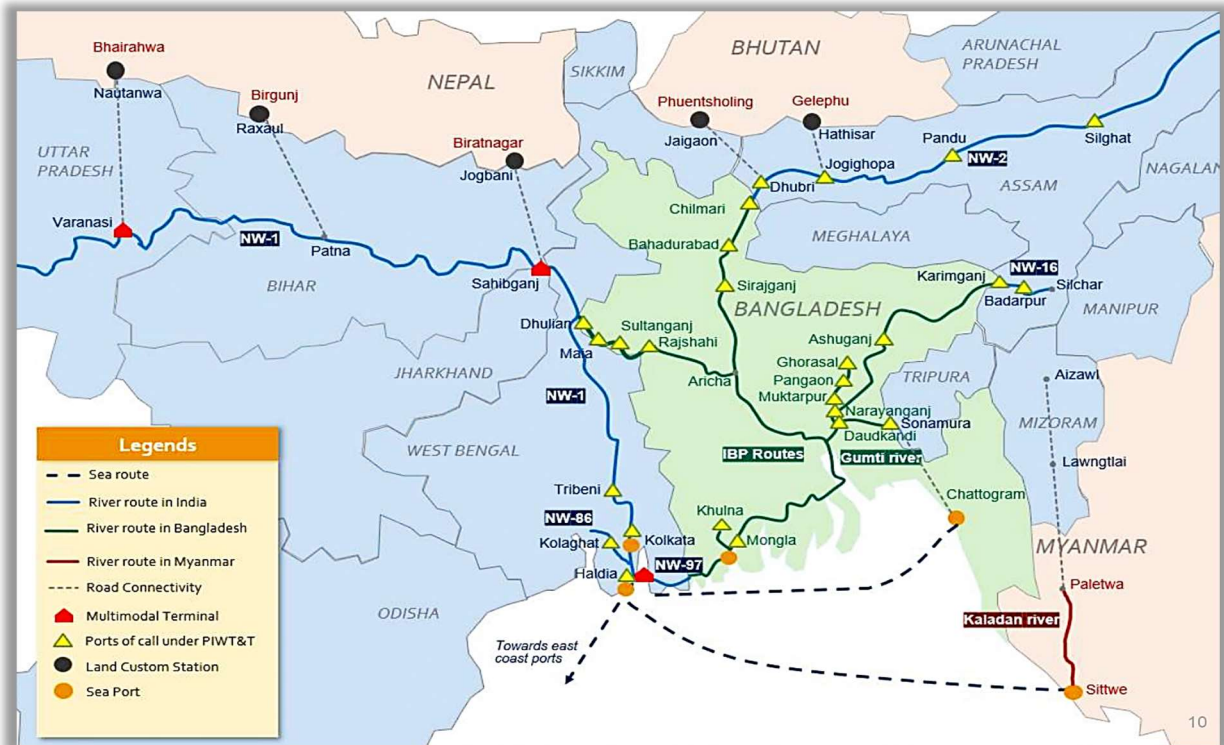 BHUTAN
ARUNACHAL
PRADESH
Bhairahwa
NEPAL
SIKKIM
Nautanwa
Birgunj
Phuentsholing
Gelephu
Raxaul
Hathisar
Pandu
Silghat
Biratnagar
Jaigaon
NW-2
UTTAR
PRADESH
Jogbani
Jogighopa
NAGALAN
Dhubri
ASSAM
Chilmari
Varanasi
NW-1
MEGHALAYA
Patna
Bahadurabad
Karimganj
NW-16
Sahibganj
Sirajganj
Badarpur
Silchar
BIHAR
BANGLADESH
MANIPUR
Dhulian
Sultanganj
Maia
Rajshahi
Ashuganj
Ghorasal
JHARKHAND
Aricha
Pangaon
TRIPURA
Aizawl
NW-1
Muktarpur
Narayanganj
Sonamura
MIZORAM
Daudkandi
WEST BENGAL
IBP Routes
Gumti river
Lawngtlai
Tribeni
Chattogram
NW-86
Khulna
Kolaghat
Kolkata
Mongla
MYANMAR
NW-97
Haldia
Paletwa
ODISHA
Kaladan river
Towards east
coast ports
Sittwe
Legends
Sea route
River route in India
River route in Bangladesh
River route in Myanmar
Road Connectivity
Multimodal Terminal
Ports of call under PIWT&T
Land Custom Station
Sea Port
10